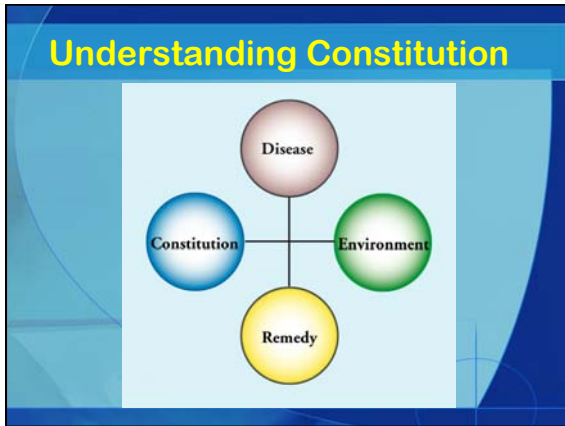 Understanding Constitution
Disease
Constitution
Environment
Remedy